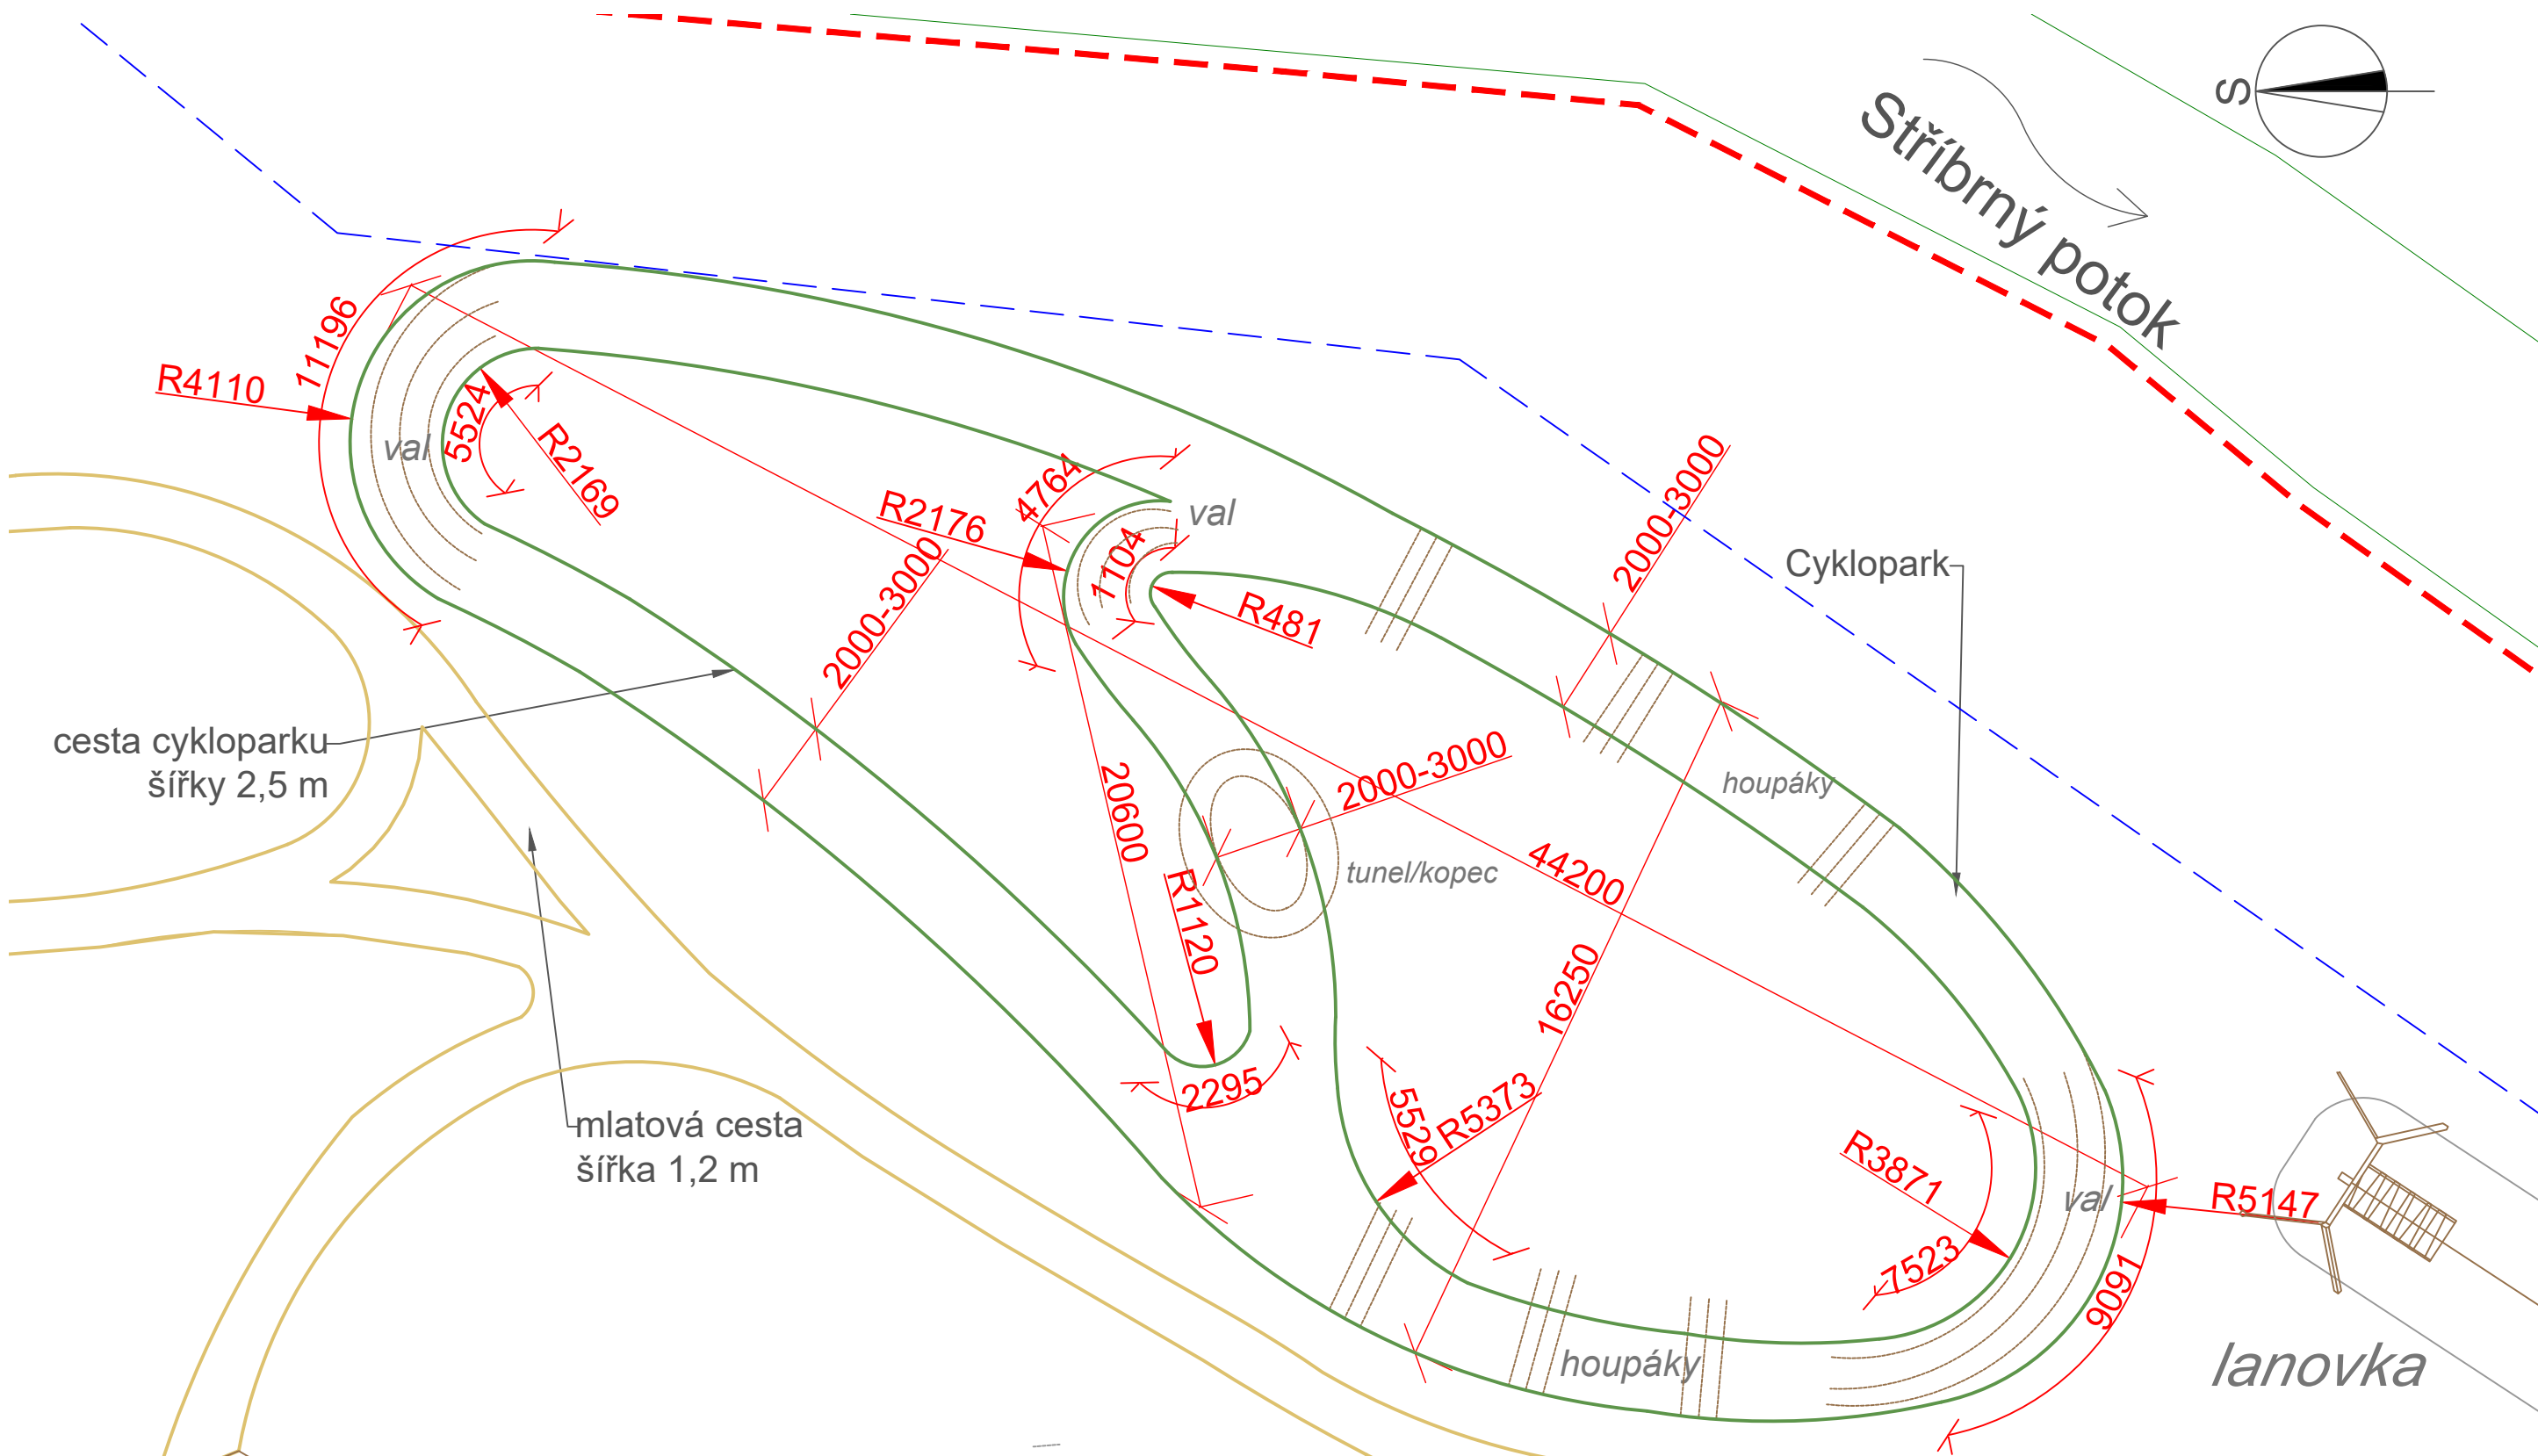 S
Stříbrný potok
11196
R4110
5524
val
R2169
4764
R2176
val
1104
R481
2000-3000
2000-3000
Cyklopark
cesta cykloparku
šířky 2,5 m
20600
2000-3000
houpáky
tunel/kopec
44200
R1120
16250
2295
5529
R5373
R3871
mlatová cesta
šířka 1,2 m
val
R5147
7523
9091
houpáky
lanovka